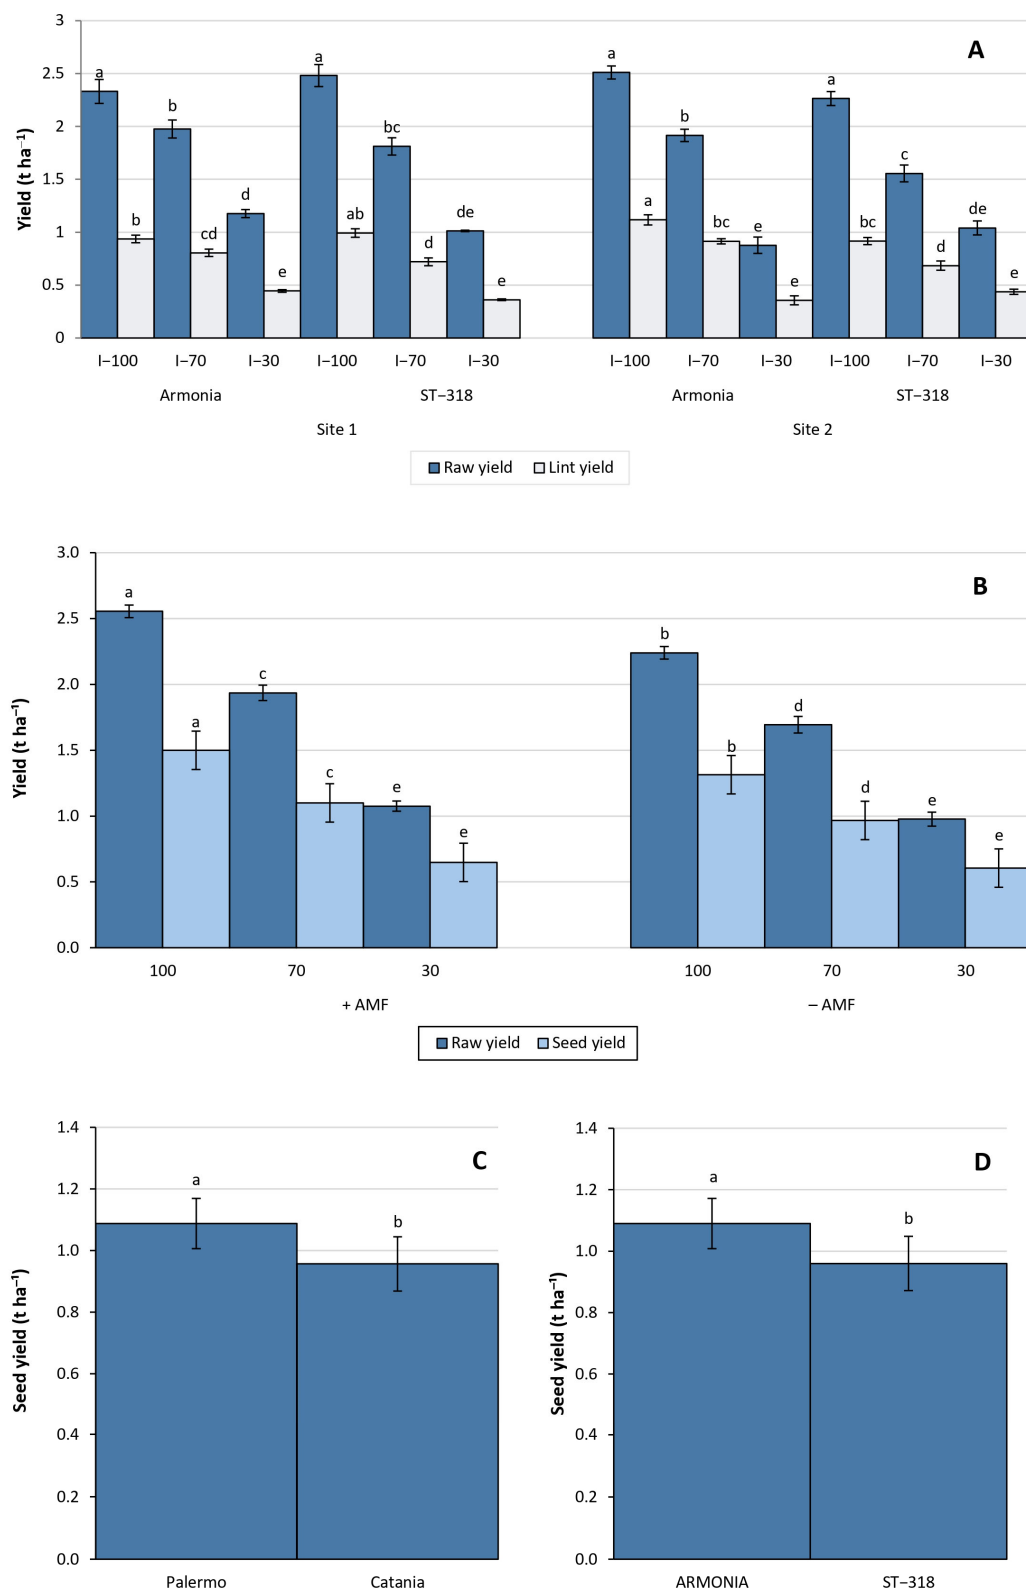 A
3
2.5
2
1.5
1
0.5
0
Yield (t ha⁻¹)
a b b cd d e a ab bc d de e a a b bc e e a bc c d de e
I−100 I−70 I−30 I−100 I−70 I−30 I−100 I−70 I−30 I−100 I−70 I−30
Armonia ST−318 Armonia ST−318
Site 1 Site 2
Raw yield Lint yield
B
3.0
2.5
2.0
1.5
1.0
0.5
0.0
Yield (t ha⁻¹)
a a c c e e b b d d e e
100 70 30 100 70 30
+ AMF − AMF
Raw yield Seed yield
C
1.4
1.2
1.0
0.8
0.6
0.4
0.2
0.0
Seed yield (t ha⁻¹)
a b
Palermo Catania
D
1.4
1.2
1.0
0.8
0.6
0.4
0.2
0.0
Seed yield (t ha⁻¹)
a b
ARMONIA ST−318